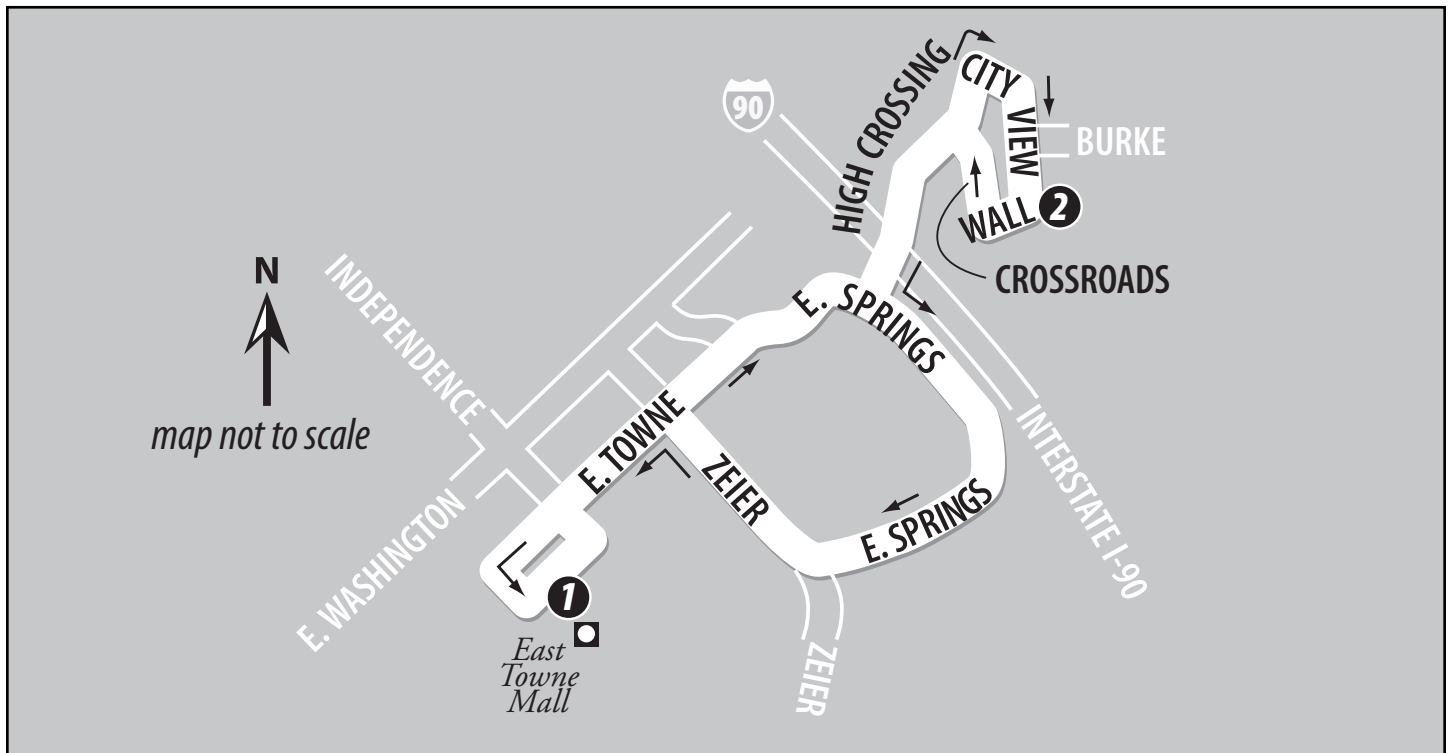 90
HIGH CROSSING
CITY
VIEW
BURKE
WALL
2
CROSSROADS
N
map not to scale
INDEPENDENCE
E. SPRINGS
E. TOWNE
ZEIER
E. SPRINGS
INTERSTATE I-90
E. WASHINGTON
1
East
Towne
Mall
ZEIER